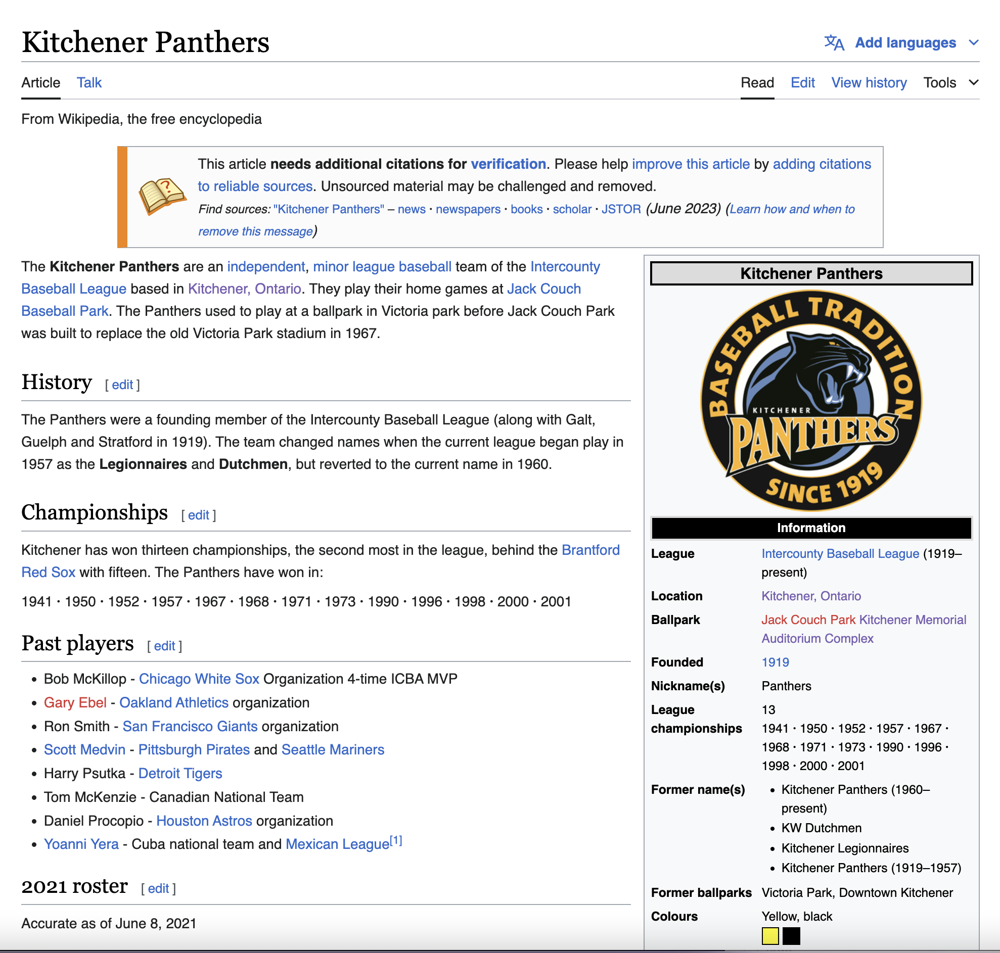 Kitchener Panthers
Add languages
Article Talk
Read Edit View history Tools
From Wikipedia, the free encyclopedia
This article needs additional citations for verification. Please help improve this article by adding citations
to reliable sources. Unsourced material may be challenged and removed.
Find sources: "Kitchener Panthers" – news · newspapers · books · scholar · JSTOR (June 2023) (Learn how and when to
remove this message)
The Kitchener Panthers are an independent, minor league baseball team of the Intercounty
Baseball League based in Kitchener, Ontario. They play their home games at Jack Couch
Baseball Park. The Panthers used to play at a ballpark in Victoria park before Jack Couch Park
was built to replace the old Victoria Park stadium in 1967.
History [ edit ]
The Panthers were a founding member of the Intercounty Baseball League (along with Galt,
Guelph and Stratford in 1919). The team changed names when the current league began play in
1957 as the Legionnaires and Dutchmen, but reverted to the current name in 1960.
Championships [ edit ]
Kitchener has won thirteen championships, the second most in the league, behind the Brantford
Red Sox with fifteen. The Panthers have won in:
1941 · 1950 · 1952 · 1957 · 1967 · 1968 · 1971 · 1973 · 1990 · 1996 · 1998 · 2000 · 2001
Past players [ edit ]
• Bob McKillop - Chicago White Sox Organization 4-time ICBA MVP
• Gary Ebel - Oakland Athletics organization
• Ron Smith - San Francisco Giants organization
• Scott Medvin - Pittsburgh Pirates and Seattle Mariners
• Harry Psutka - Detroit Tigers
• Tom McKenzie - Canadian National Team
• Daniel Procopio - Houston Astros organization
• Yoanni Yera - Cuba national team and Mexican League[1]
2021 roster [ edit ]
Accurate as of June 8, 2021
Kitchener Panthers
BASEBALL TRADITION
KITCHENER
PANTHERS
SINCE 1919
Information
League Intercounty Baseball League (1919–
present)
Location Kitchener, Ontario
Ballpark Jack Couch Park Kitchener Memorial
Auditorium Complex
Founded 1919
Nickname(s) Panthers
League 13
championships 1941 · 1950 · 1952 · 1957 · 1967 ·
1968 · 1971 · 1973 · 1990 · 1996 ·
1998 · 2000 · 2001
Former name(s) • Kitchener Panthers (1960–
present)
• KW Dutchmen
• Kitchener Legionnaires
• Kitchener Panthers (1919–1957)
Former ballparks Victoria Park, Downtown Kitchener
Colours Yellow, black